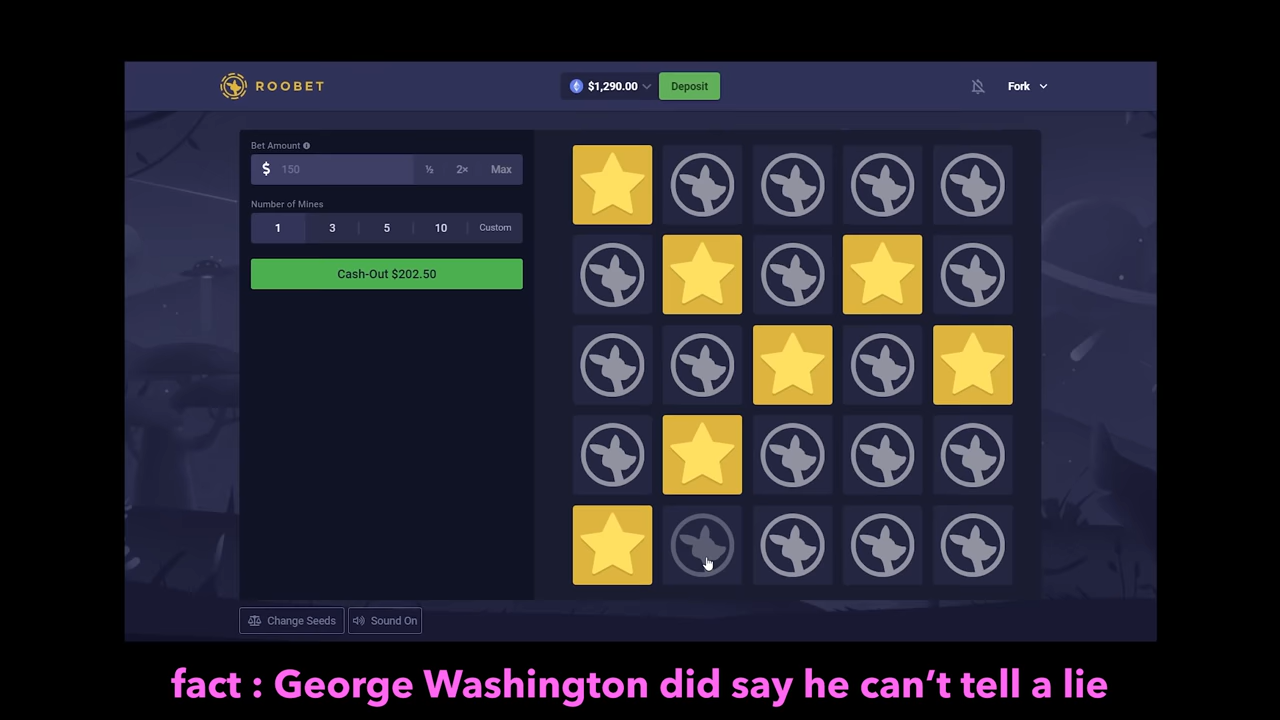 ROOBET
$1,290.00
Deposit
Fork
Bet Amount
$ 150 ½ 2× Max
Number of Mines
1 3 5 10 Custom
Cash-Out $202.50
Change Seeds
Sound On
fact : George Washington did say he can’t tell a lie